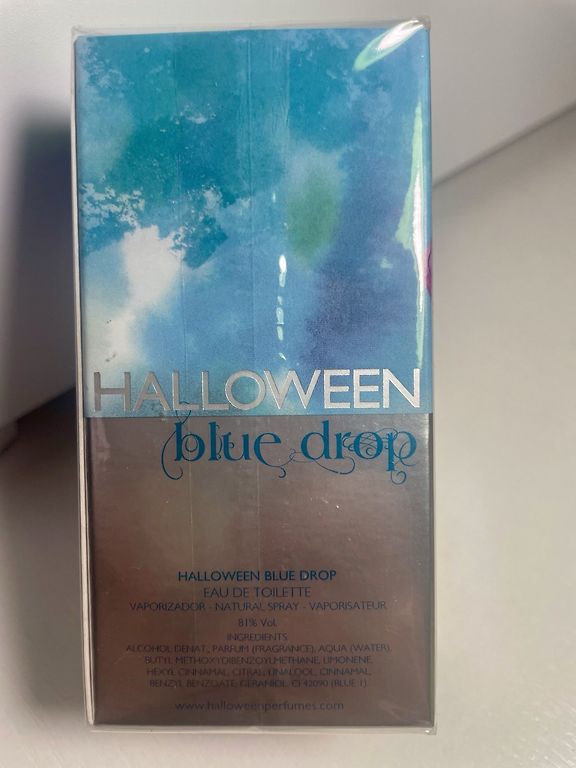 HALLOWEEN
blue drop
HALLOWEEN BLUE DROP
EAU DE TOILETTE
VAPORIZADOR - NATURAL SPRAY - VAPORISATEUR
81% Vol.
INGREDIENTS:
ALCOHOL DENAT., PARFUM (FRAGRANCE), AQUA (WATER),
BUTYL METHOXYDIBENZOYLMETHANE, LIMONENE,
HEXYL CINNAMAL, CITRAL, LINALOOL, CINNAMAL,
BENZYL BENZOATE, GERANIOL, CI 42090 (BLUE 1).
www.halloweenperfumes.com